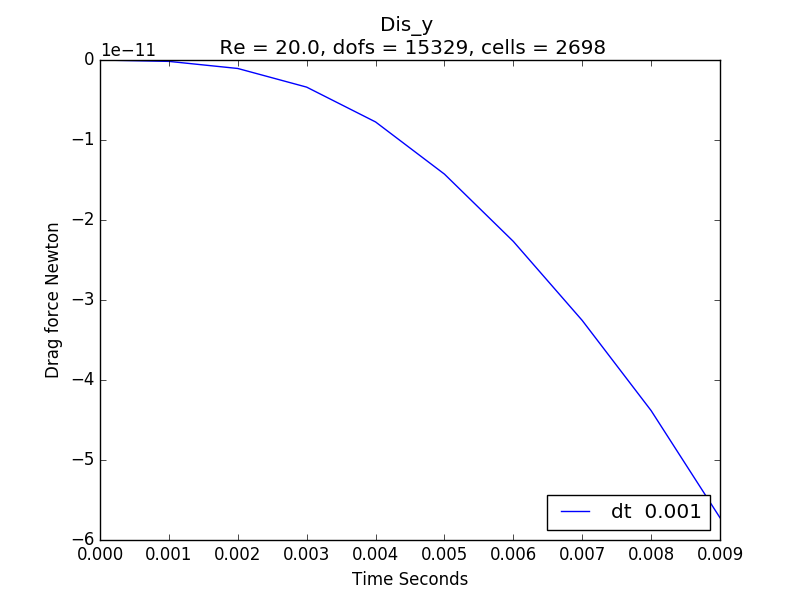 Dis_y
Re = 20.0, dofs = 15329, cells = 2698
1e−11
0
−1
−2
−3
−4
−5
−6
Drag force Newton
dt 0.001
0.000 0.001 0.002 0.003 0.004 0.005 0.006 0.007 0.008 0.009
Time Seconds